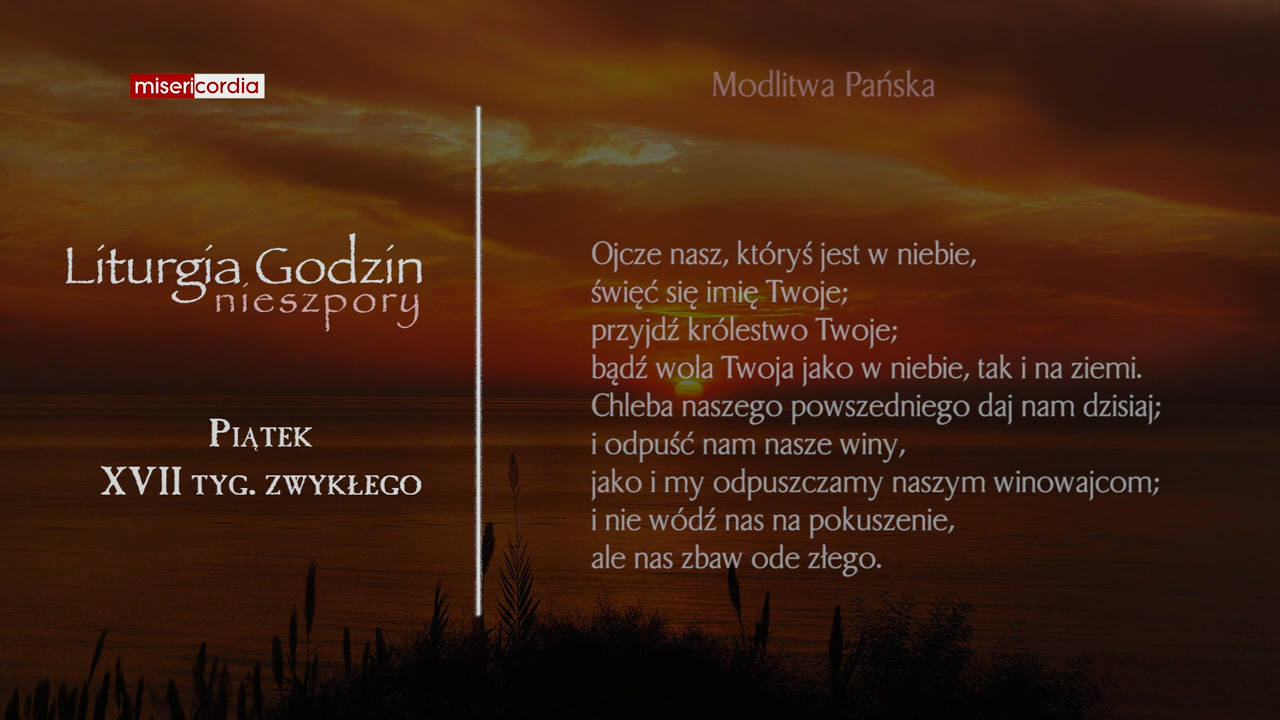 misericordia
Liturgia Godzin
nieszpory
Piątek
XVII tyg. zwykłego
Modlitwa Pańska
Ojcze nasz, któryś jest w niebie,
święć się imię Twoje;
przyjdź królestwo Twoje;
bądź wola Twoja jako w niebie, tak i na ziemi.
Chleba naszego powszedniego daj nam dzisiaj;
i odpuść nam nasze winy,
jako i my odpuszczamy naszym winowajcom;
i nie wódź nas na pokuszenie,
ale nas zbaw ode złego.